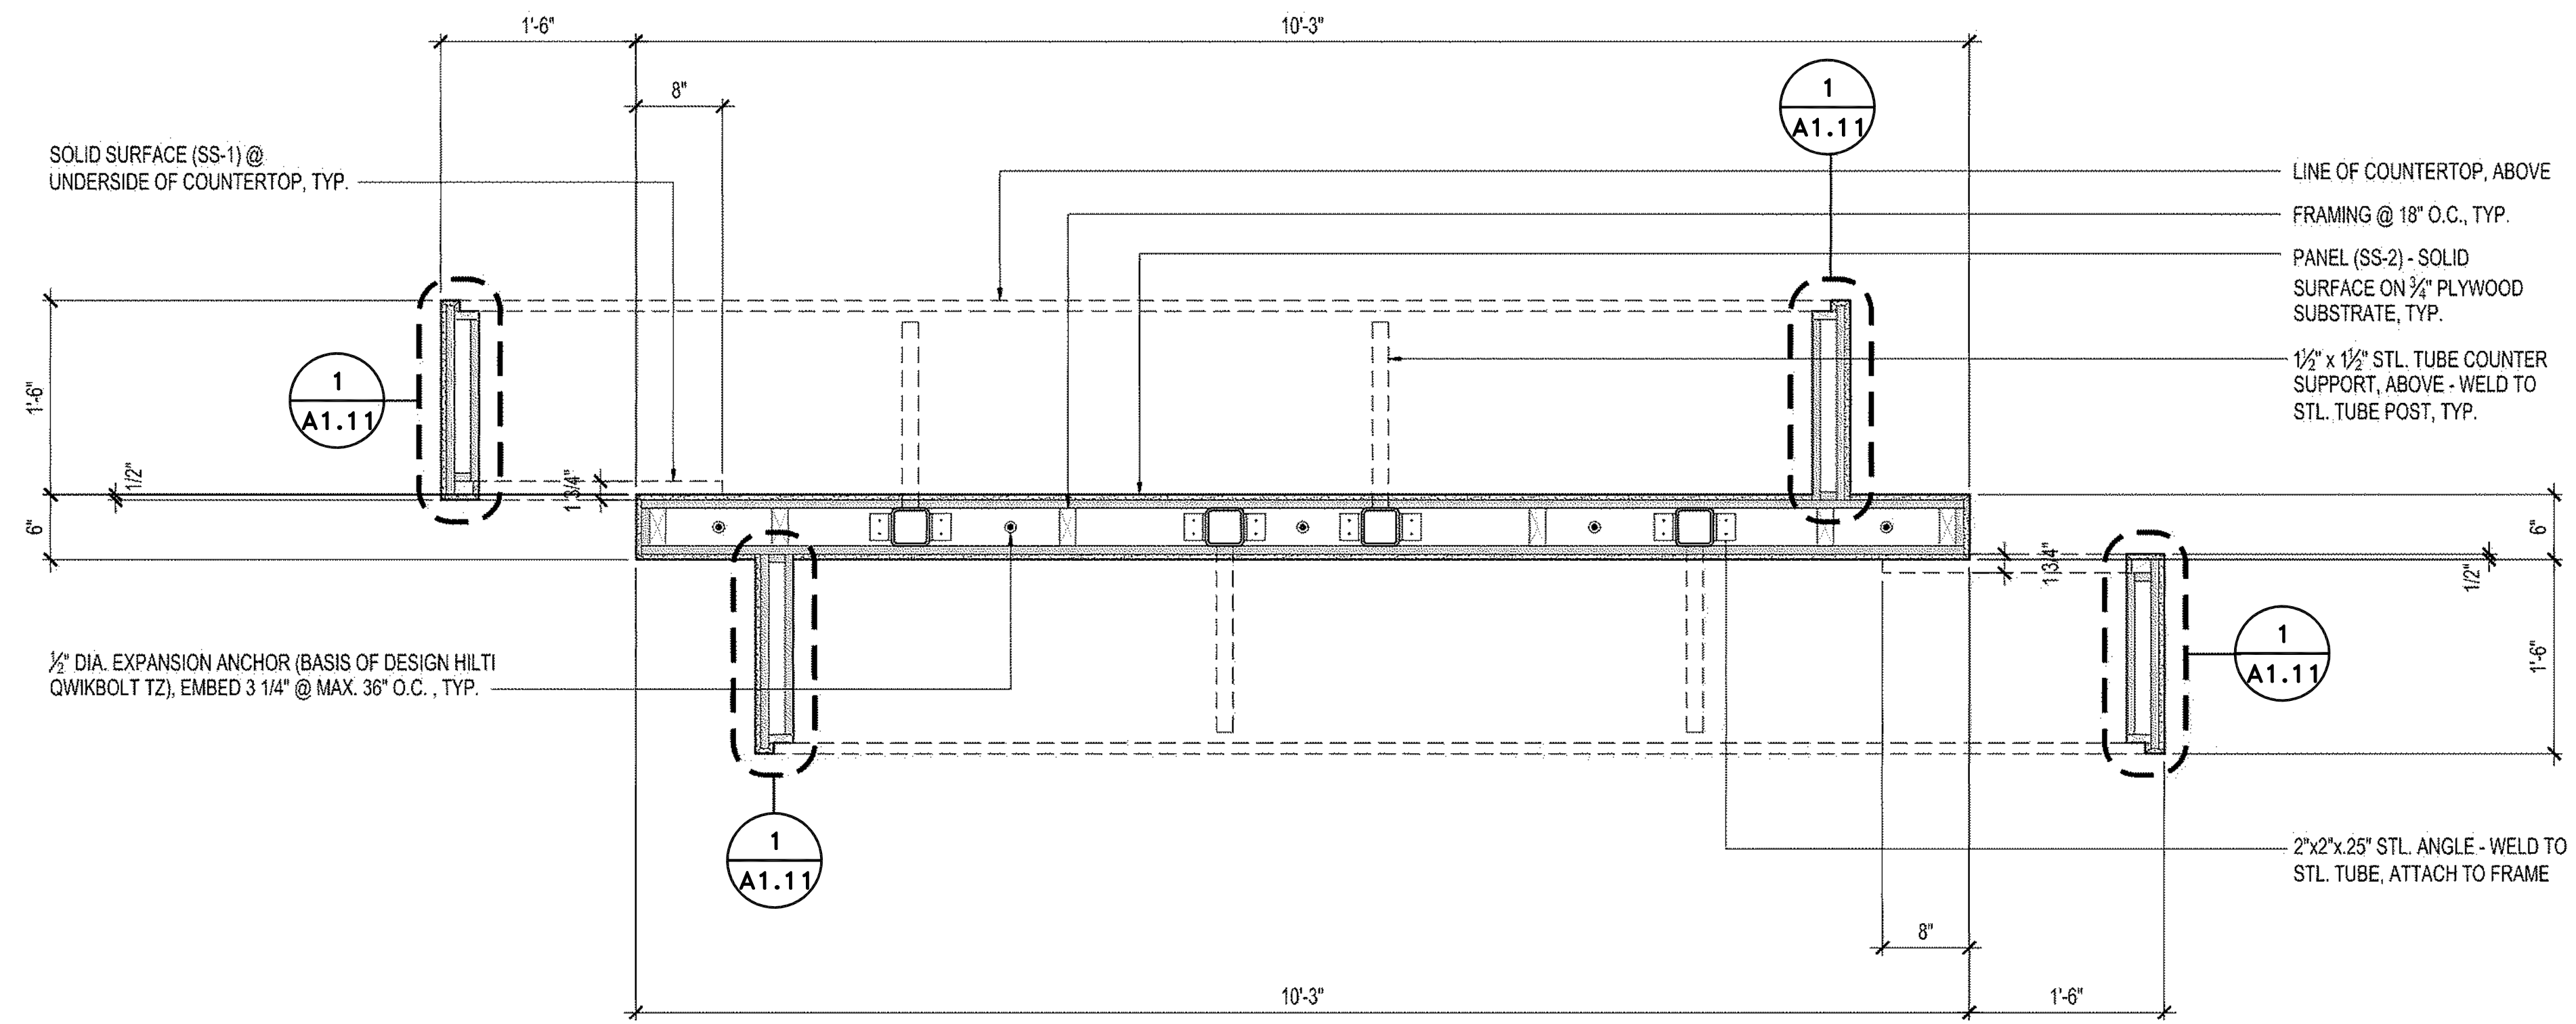 1'-6"
10'-3"
8"
1
A1.11
SOLID SURFACE (SS-1) @
UNDERSIDE OF COUNTERTOP, TYP.
LINE OF COUNTERTOP, ABOVE
FRAMING @ 18" O.C., TYP.
PANEL (SS-2) - SOLID
SURFACE ON ¾" PLYWOOD
SUBSTRATE, TYP.
1½" x 1½" STL. TUBE COUNTER
SUPPORT, ABOVE - WELD TO
STL. TUBE POST, TYP.
1
A1.11
1'-6"
1/2"
1 3/4"
6"
6"
1 3/4"
1/2"
1'-6"
1
A1.11
½" DIA. EXPANSION ANCHOR (BASIS OF DESIGN HILTI
QWIKBOLT TZ), EMBED 3 1/4" @ MAX. 36" O.C. , TYP.
1
A1.11
2"x2"x.25" STL. ANGLE - WELD TO
STL. TUBE, ATTACH TO FRAME
8"
10'-3"
1'-6"